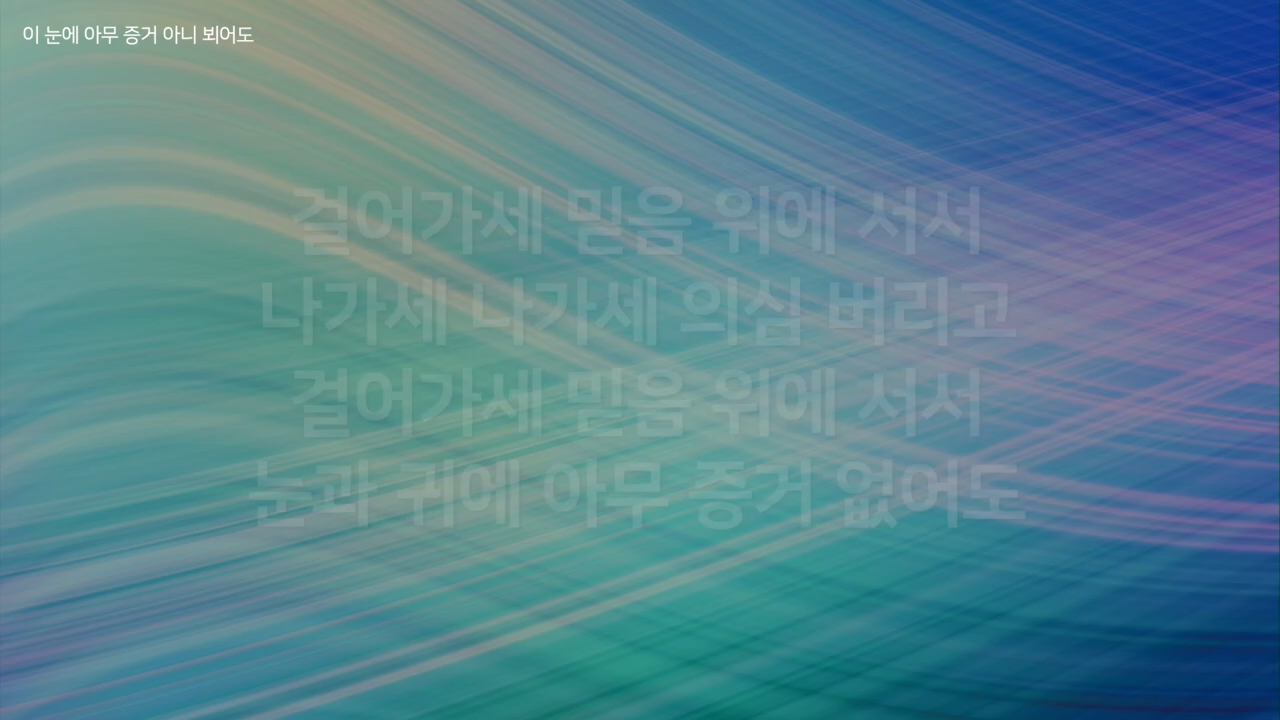 이 눈에 아무 증거 아니 뵈어도
걸어가세 믿음 위에 서서
나가세 나가세 의심 버리고
걸어가세 믿음 위에 서서
눈과 귀에 아무 증거 없어도